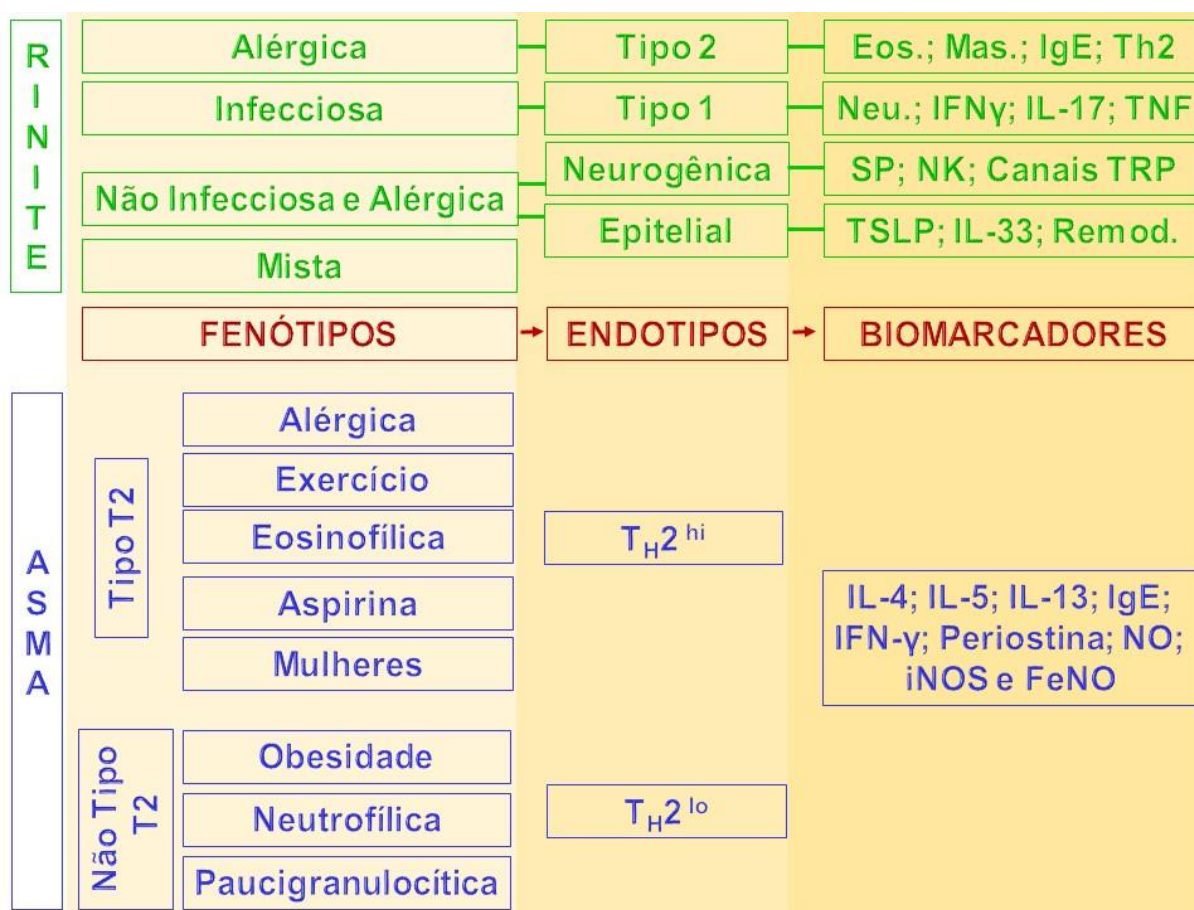 RINITE
Alérgica
Tipo 2
Eos.; Mas.; IgE; Th2
Infecciosa
Tipo 1
Neu.; IFNγ; IL-17; TNF
Não Infecciosa e Alérgica
Neurogênica
SP; NK; Canais TRP
Epitelial
TSLP; IL-33; Remod.
Mista
FENÓTIPOS
ENDOTIPOS
BIOMARCADORES
ASMA
Tipo T2
Alérgica
Exercício
Eosinofílica
Aspirina
Mulheres
TH2 hi
IL-4; IL-5; IL-13; IgE;
IFN-γ; Periostina; NO;
iNOS e FeNO
Não Tipo
T2
Obesidade
Neutrofílica
Paucigranulocítica
TH2 lo